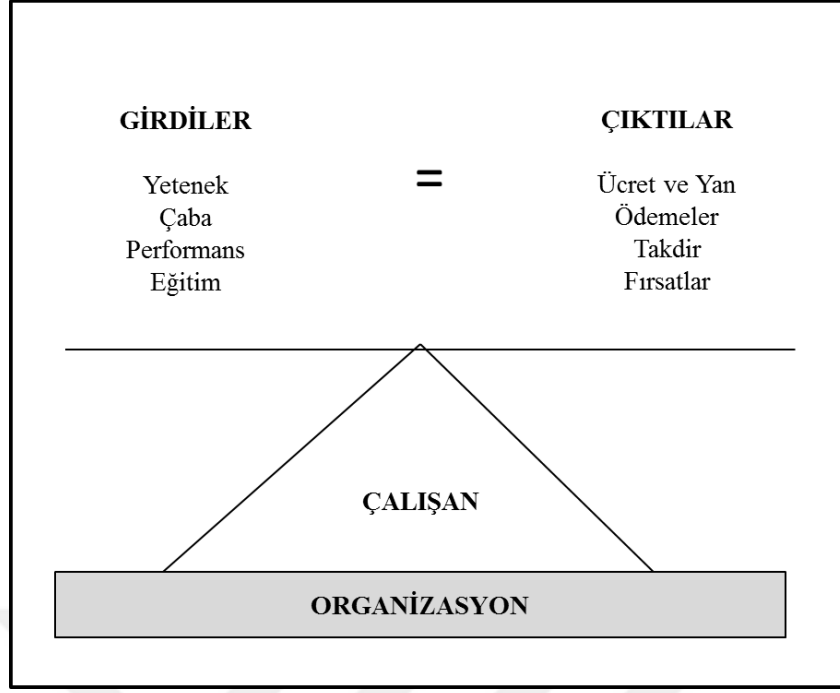 GİRDİLER
Yetenek
Çaba
Performans
Eğitim
=
ÇIKTILAR
Ücret ve Yan
Ödemeler
Takdir
Fırsatlar
ÇALIŞAN
ORGANİZASYON